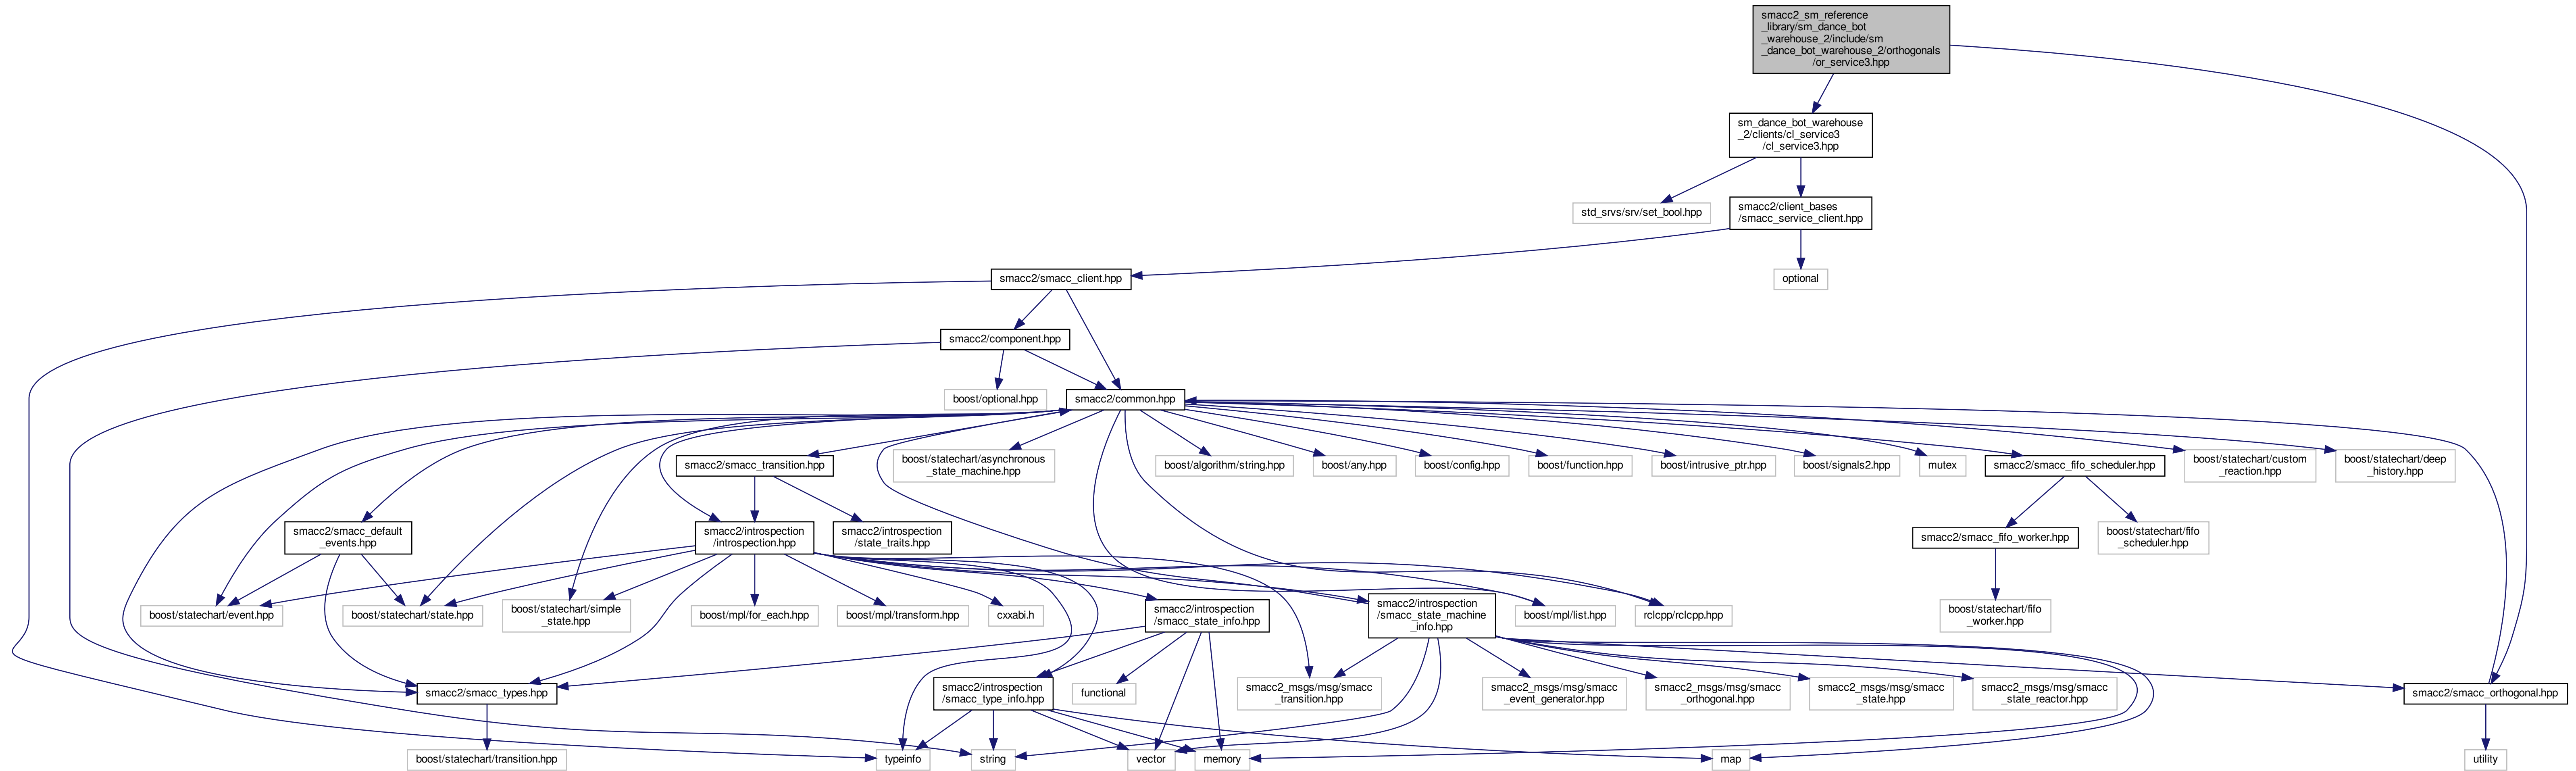 smacc2_sm_reference
_library/sm_dance_bot
_warehouse_2/include/sm
_dance_bot_warehouse_2/orthogonals
/or_service3.hpp
sm_dance_bot_warehouse
_2/clients/cl_service3
/cl_service3.hpp
std_srvs/srv/set_bool.hpp
smacc2/client_bases
/smacc_service_client.hpp
smacc2/smacc_client.hpp
optional
smacc2/component.hpp
boost/optional.hpp
smacc2/common.hpp
smacc2/smacc_transition.hpp
boost/statechart/asynchronous
_state_machine.hpp
boost/algorithm/string.hpp
boost/any.hpp
boost/config.hpp
boost/function.hpp
boost/intrusive_ptr.hpp
boost/signals2.hpp
mutex
smacc2/smacc_fifo_scheduler.hpp
boost/statechart/custom
_reaction.hpp
boost/statechart/deep
_history.hpp
smacc2/smacc_default
_events.hpp
smacc2/introspection
/introspection.hpp
smacc2/introspection
/state_traits.hpp
smacc2/smacc_fifo_worker.hpp
boost/statechart/fifo
_scheduler.hpp
boost/statechart/event.hpp
boost/statechart/state.hpp
boost/statechart/simple
_state.hpp
boost/mpl/for_each.hpp
boost/mpl/transform.hpp
cxxabi.h
smacc2/introspection
/smacc_state_info.hpp
smacc2/introspection
/smacc_state_machine
_info.hpp
boost/mpl/list.hpp
rclcpp/rclcpp.hpp
boost/statechart/fifo
_worker.hpp
smacc2/smacc_types.hpp
smacc2/introspection
/smacc_type_info.hpp
functional
smacc2_msgs/msg/smacc
_transition.hpp
smacc2_msgs/msg/smacc
_event_generator.hpp
smacc2_msgs/msg/smacc
_orthogonal.hpp
smacc2_msgs/msg/smacc
_state.hpp
smacc2_msgs/msg/smacc
_state_reactor.hpp
smacc2/smacc_orthogonal.hpp
boost/statechart/transition.hpp
typeinfo
string
vector
memory
map
utility